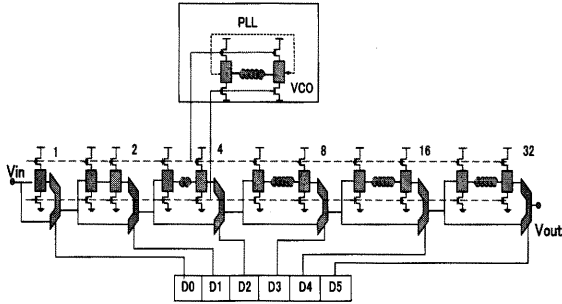 PLL
VCO
1 2 4 8 16 32
Vin
Vout
D0 D1 D2 D3 D4 D5